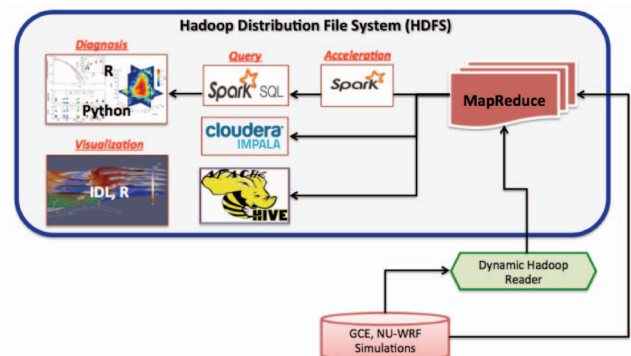 Hadoop Distribution File System (HDFS)
Diagnosis
R
Python
Query
Spark SQL
Acceleration
Spark
MapReduce
cloudera
IMPALA
Visualization
IDL, R
APACHE
HIVE
Dynamic Hadoop
Reader
GCE, NU-WRF
Simulations